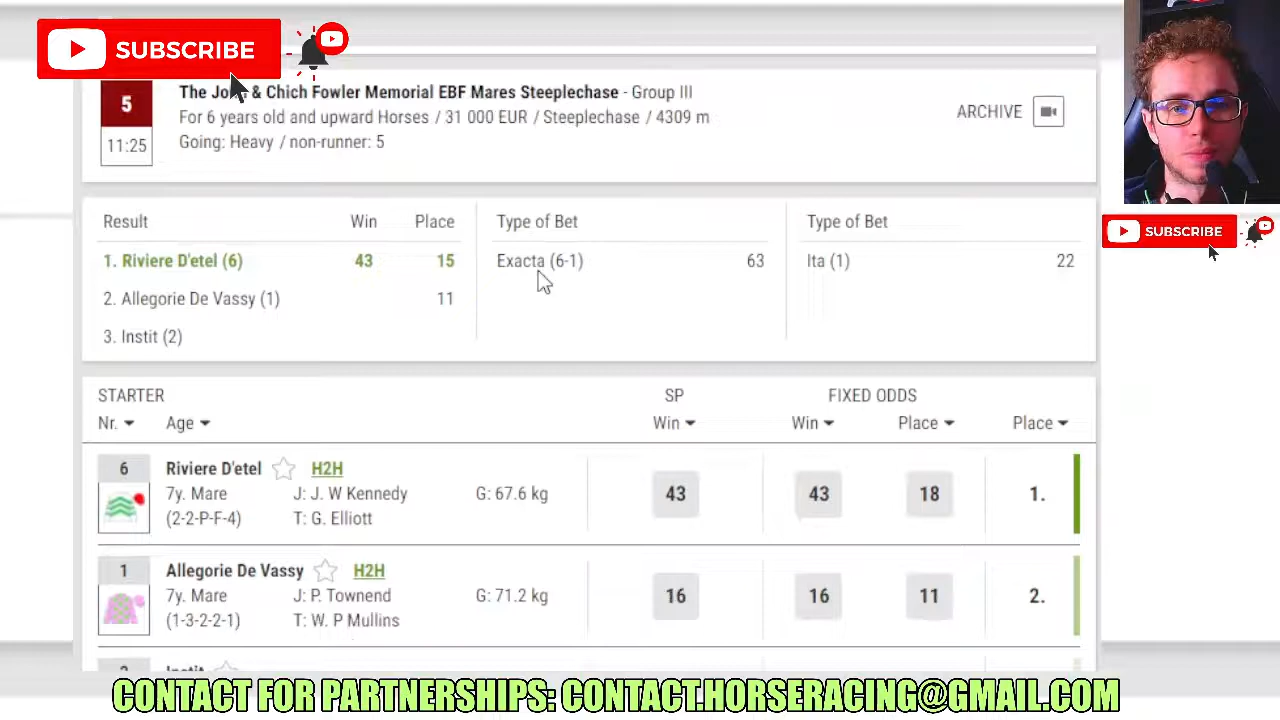 SUBSCRIBE
5
11:25
The Jo & Chich Fowler Memorial EBF Mares Steeplechase - Group III
For 6 years old and upward Horses / 31 000 EUR / Steeplechase / 4309 m
Going: Heavy / non-runner: 5
ARCHIVE
SUBSCRIBE
Result Win Place
1. Riviere D'etel (6) 43 15
2. Allegorie De Vassy (1) 11
3. Instit (2)
Type of Bet
Exacta (6-1) 63
Type of Bet
Ita (1) 22
STARTER SP FIXED ODDS
Nr. Age Win Win Place Place
6 Riviere D'etel H2H
7y. Mare J: J. W Kennedy G: 67.6 kg 43 43 18 1.
(2-2-P-F-4) T: G. Elliott
1 Allegorie De Vassy H2H
7y. Mare J: P. Townend G: 71.2 kg 16 16 11 2.
(1-3-2-2-1) T: W. P Mullins
Instit
CONTACT FOR PARTNERSHIPS: CONTACT.HORSERACING@GMAIL.COM